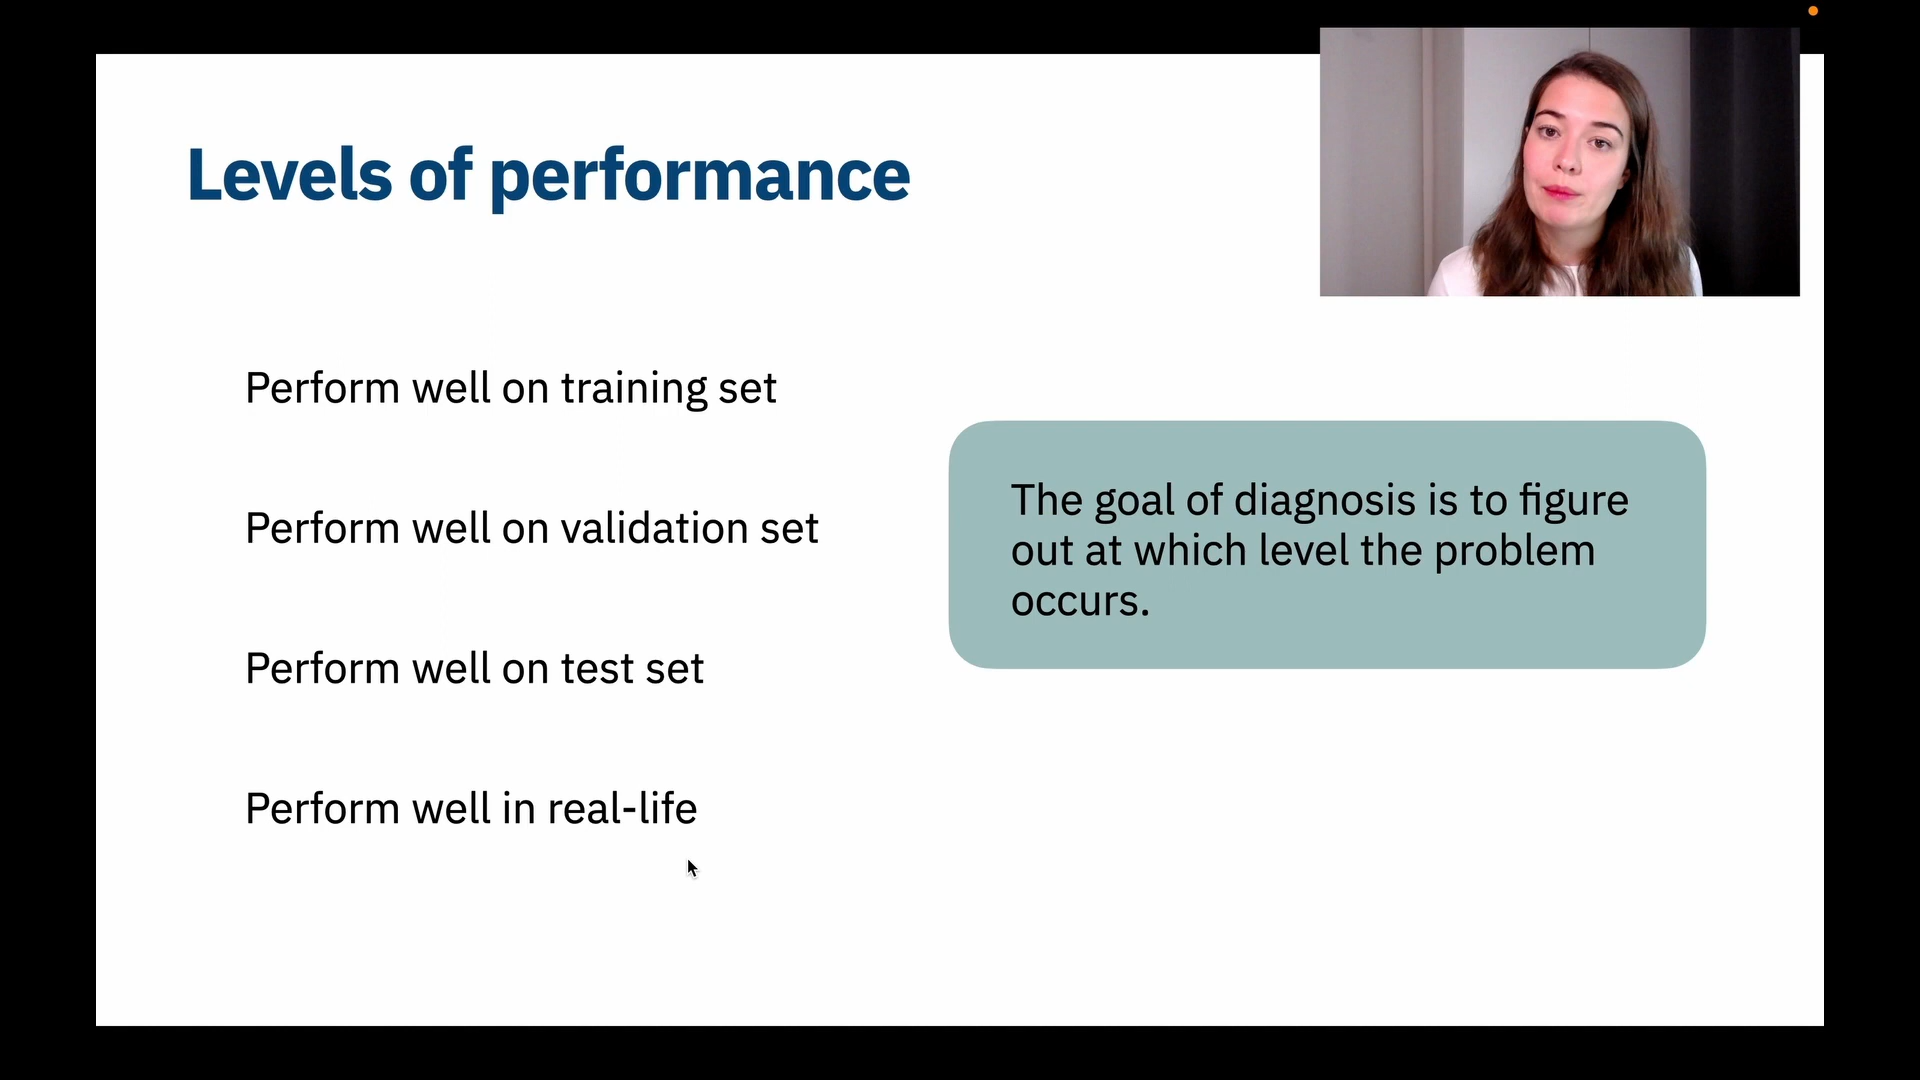 Levels of performance
Perform well on training set
Perform well on validation set
Perform well on test set
Perform well in real-life
The goal of diagnosis is to figure
out at which level the problem
occurs.